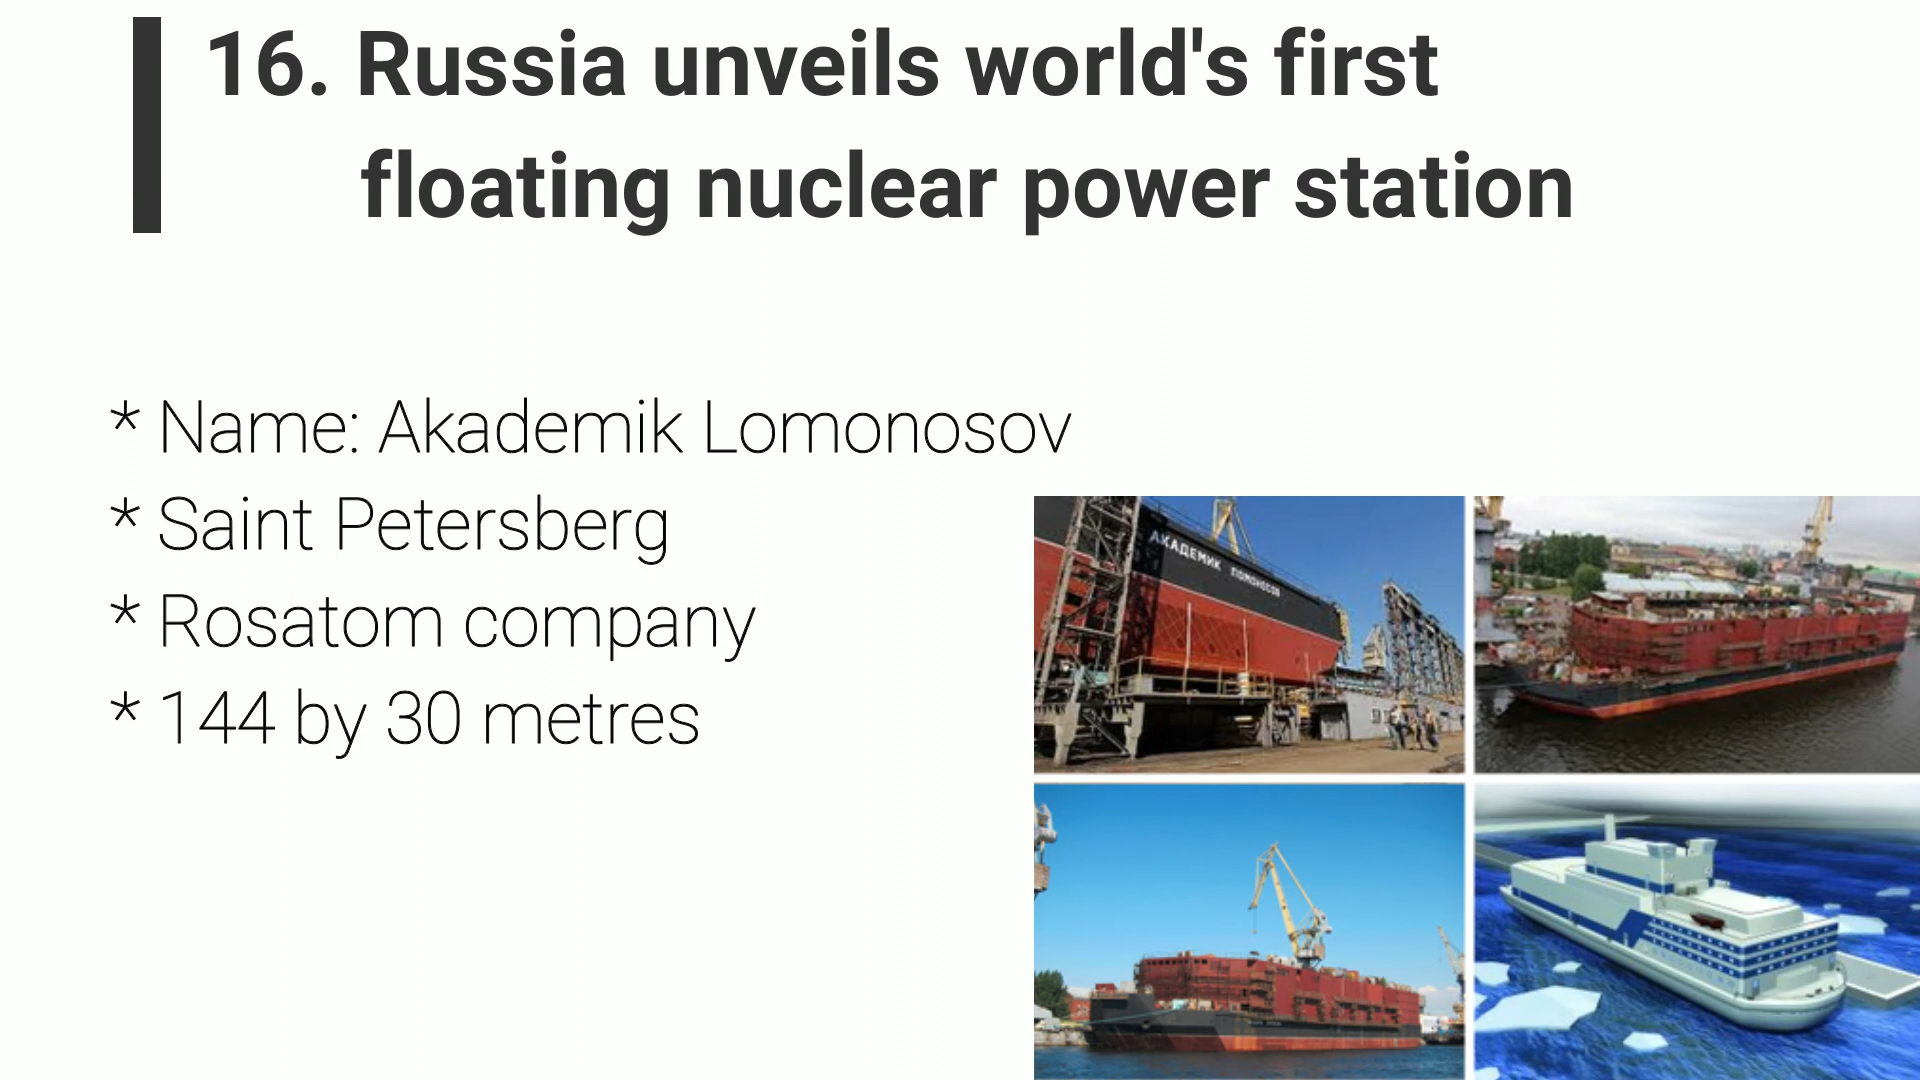 16. Russia unveils world's first
floating nuclear power station
* Name: Akademik Lomonosov
* Saint Petersberg
* Rosatom company
* 144 by 30 metres
АКАДЕМИК ЛОМОНОСОВ